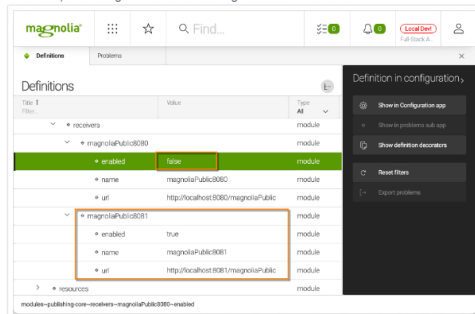 magnolia
Find...
0
0
Local Dev!
Full-Stack A...
Definitions
Problems
Definitions
Title
Value
Type
Filter...
All
receivers
module
magnoliaPublic8080
module
enabled
false
module
name
magnoliaPublic8080
module
url
http://localhost:8080/magnoliaPublic
module
magnoliaPublic8081
module
enabled
true
module
name
magnoliaPublic8081
module
url
http://localhost:8081/magnoliaPublic
module
resources
module
modules~publishing-core~receivers~magnoliaPublic8080~enabled
Definition in configuration
Show in Configuration app
Show in problems sub app
Show definition decorators
Reset filters
Export problems